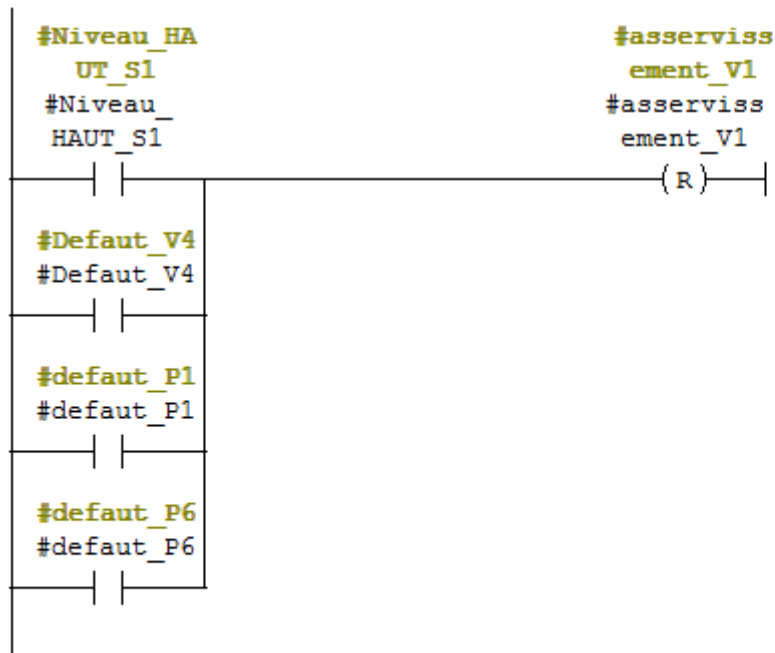 #Niveau_HA
UT_S1
#Niveau_
HAUT_S1
#asserviss
ement_V1
#asserviss
ement_V1
R
#Defaut_V4
#Defaut_V4
#defaut_P1
#defaut_P1
#defaut_P6
#defaut_P6